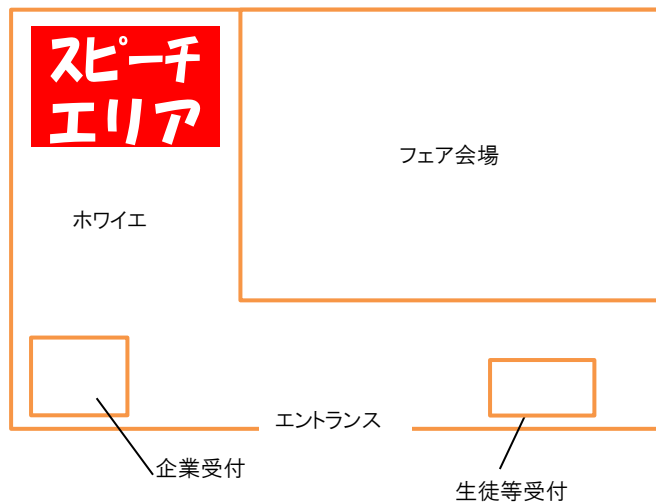 スピーチ
エリア
フェア会場
ホワイエ
エントランス
企業受付
生徒等受付